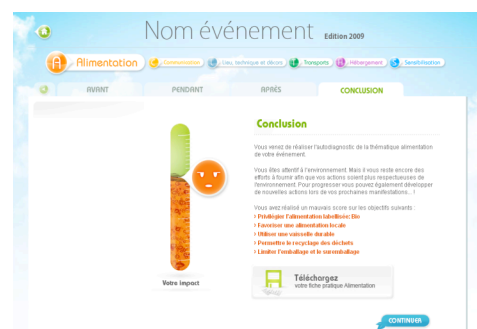 Nom événement Edition 2009
A Alimentation Communication Lieu, technique et décors Transports Hébergement Sensibilisation
AVANT PENDANT APRÈS CONCLUSION
Conclusion
Vous venez de réaliser l'autodiagnostic de la thématique alimentation
de votre événement.
Vous êtes attentif à l'environnement. Mais il vous reste encore des
efforts à fournir afin que vos actions soient plus respectueuses de
l'environnement. Pour progresser vous pouvez également développer
de nouvelles actions lors de vos prochaines manifestations... !
Vous avez réalisé un mauvais score sur les objectifs suivants :
> Privilégier l'alimentation labellisée: Bio
> Favoriser une alimentation locale
> Utiliser une vaisselle durable
> Permettre le recyclage des déchets
> Limiter l'emballage et le suremballage
Votre impact
Téléchargez
votre fiche pratique Alimentation
CONTINUER